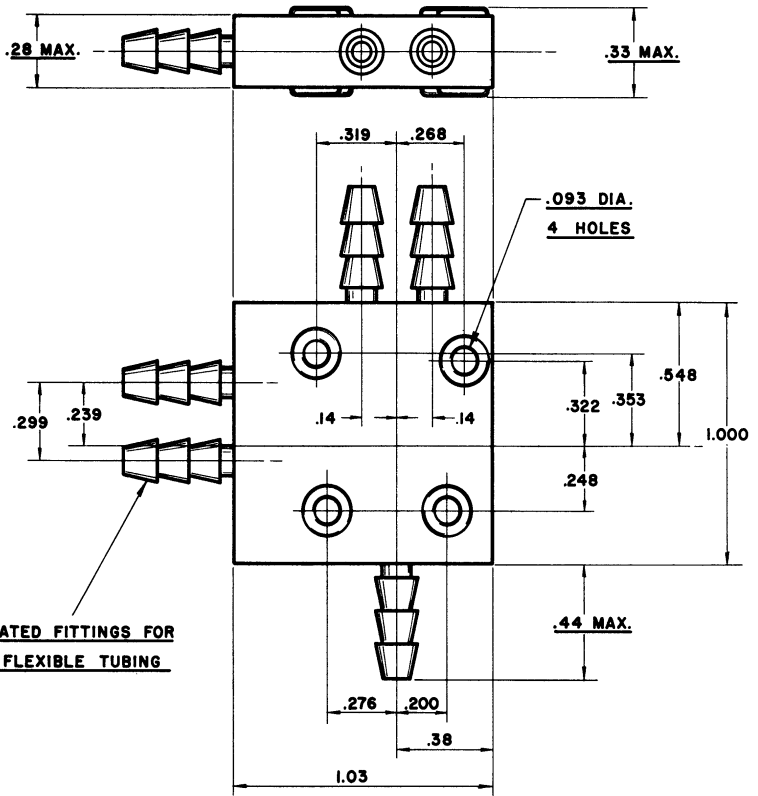 .28 MAX.
.33 MAX.
.319
.268
.093 DIA.
4 HOLES
.299
.239
.14
.14
.322
.353
.548
1.000
.248
ATED FITTINGS FOR
FLEXIBLE TUBING
.44 MAX.
.276
.200
.38
1.03